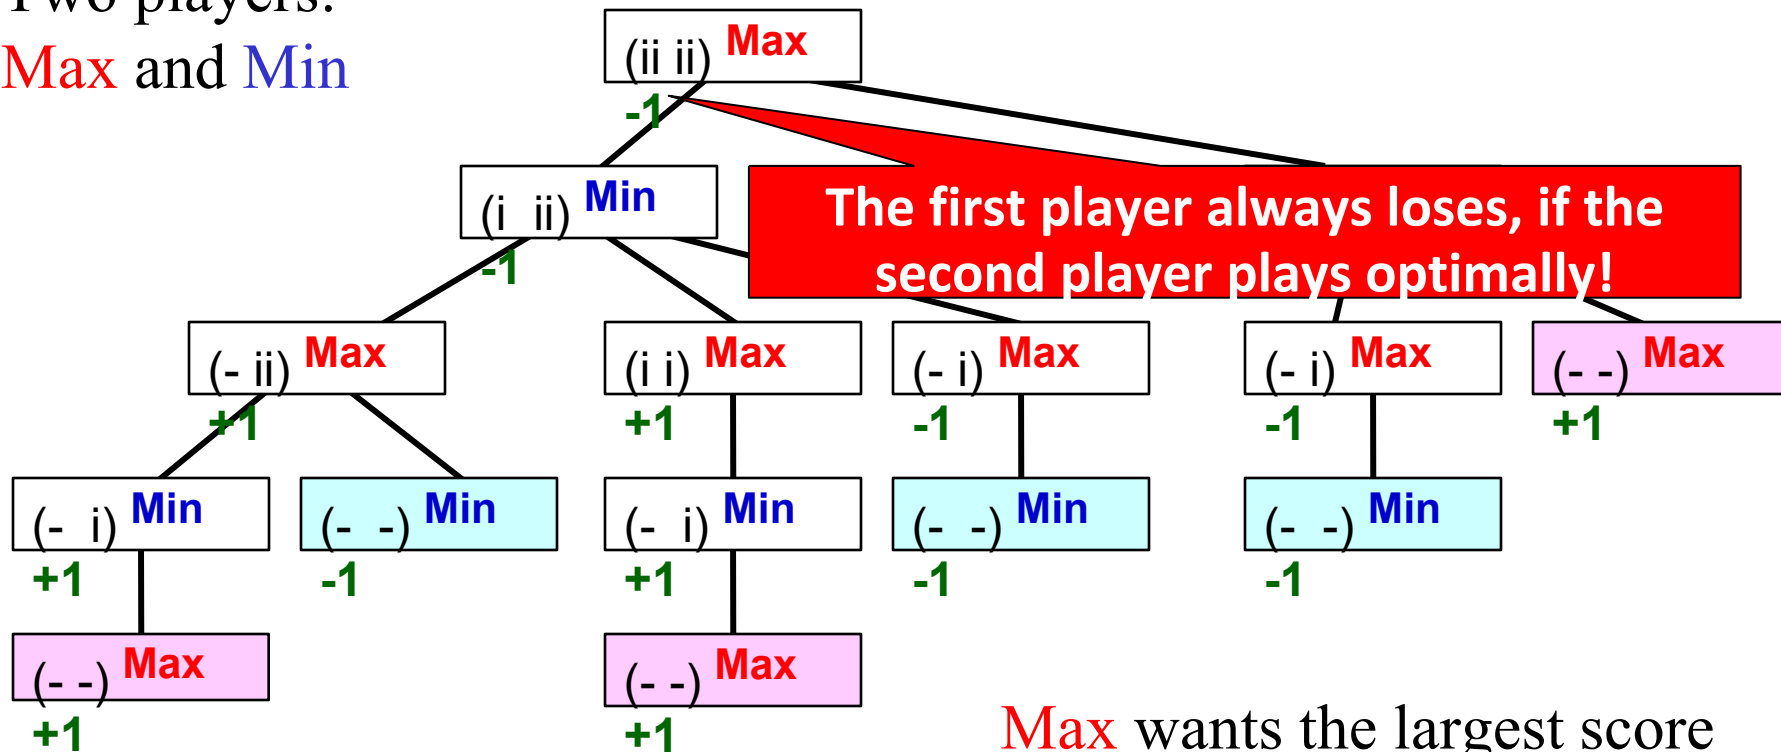 Two players:
Max and Min
(ii ii) Max
-1
(i ii) Min
-1
The first player always loses, if the
second player plays optimally!
(- ii) Max
+1
(i i) Max
+1
(- i) Max
-1
(- i) Max
-1
(- -) Max
+1
(- i) Min
+1
(- -) Min
-1
(- i) Min
+1
(- -) Min
-1
(- -) Min
-1
(- -) Max
+1
(- -) Max
+1
Max wants the largest score